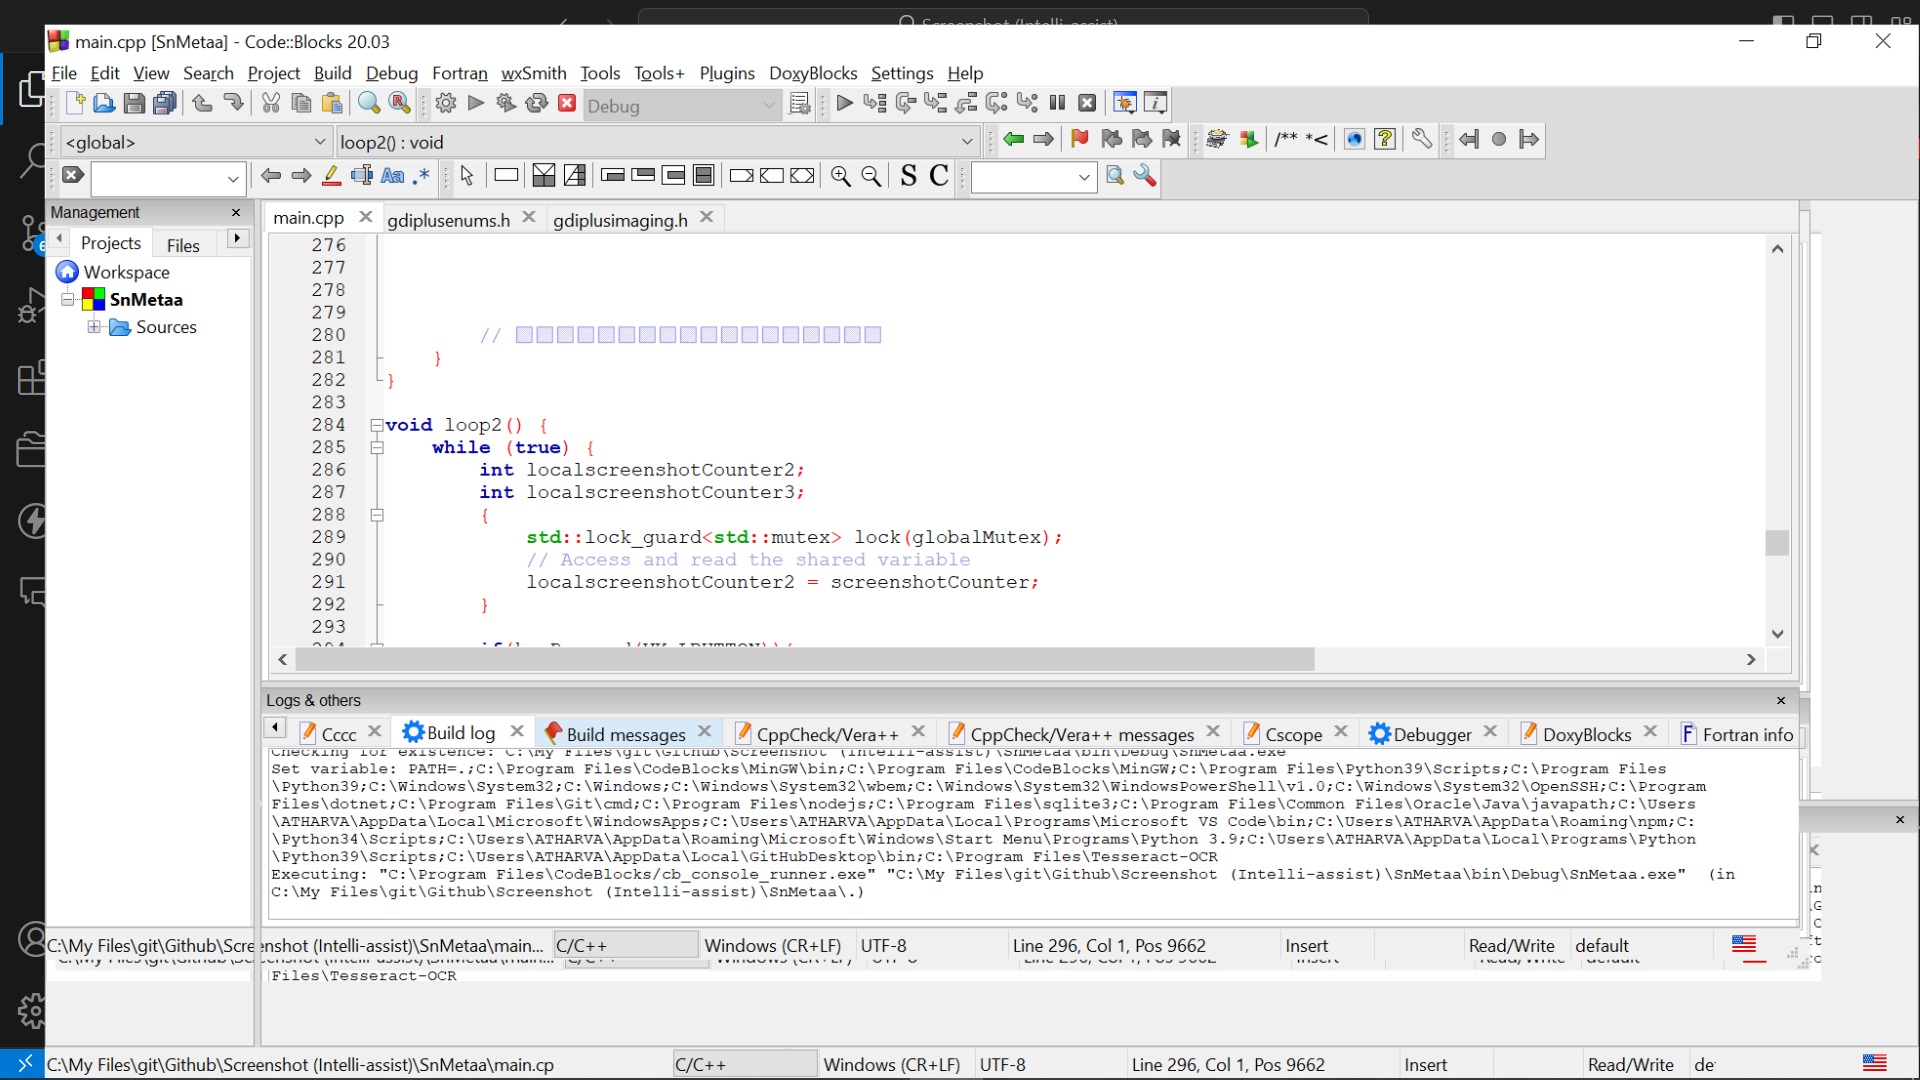 Screenshot (Intelli-assist)
main.cpp [SnMetaa] - Code::Blocks 20.03
File Edit View Search Project Build Debug Fortran wxSmith Tools Tools+ Plugins DoxyBlocks Settings Help
Debug
<global> loop2() : void
/** *<
Aa .* S C
Management
Projects Files
Workspace
SnMetaa
Sources
main.cpp gdiplusenums.h gdiplusimaging.h
276
277
278
279
280 //
281 }
282 }
283
284 void loop2() {
285 while (true) {
286 int localscreenshotCounter2;
287 int localscreenshotCounter3;
288 {
289 std::lock_guard<std::mutex> lock(globalMutex);
290 // Access and read the shared variable
291 localscreenshotCounter2 = screenshotCounter;
292 }
293
Logs & others
Cccc Build log Build messages CppCheck/Vera++ CppCheck/Vera++ messages Cscope Debugger DoxyBlocks Fortran info
Checking for existence: C:\My Files\git\Github\Screenshot (Intelli-assist)\SnMetaa\bin\Debug\SnMetaa.exe
Set variable: PATH=.;C:\Program Files\CodeBlocks\MinGW\bin;C:\Program Files\CodeBlocks\MinGW;C:\Program Files\Python39\Scripts;C:\Program Files
\Python39;C:\Windows\System32;C:\Windows;C:\Windows\System32\wbem;C:\Windows\System32\WindowsPowerShell\v1.0;C:\Windows\System32\OpenSSH;C:\Program
Files\dotnet;C:\Program Files\Git\cmd;C:\Program Files\nodejs;C:\Program Files\sqlite3;C:\Program Files\Common Files\Oracle\Java\javapath;C:\Users
\ATHARVA\AppData\Local\Microsoft\WindowsApps;C:\Users\ATHARVA\AppData\Local\Programs\Microsoft VS Code\bin;C:\Users\ATHARVA\AppData\Roaming\npm;C:
\Python34\Scripts;C:\Users\ATHARVA\AppData\Roaming\Microsoft\Windows\Start Menu\Programs\Python 3.9;C:\Users\ATHARVA\AppData\Local\Programs\Python
\Python39\Scripts;C:\Users\ATHARVA\AppData\Local\GitHubDesktop\bin;C:\Program Files\Tesseract-OCR
Executing: "C:\Program Files\CodeBlocks/cb_console_runner.exe" "C:\My Files\git\Github\Screenshot (Intelli-assist)\SnMetaa\bin\Debug\SnMetaa.exe" (in
C:\My Files\git\Github\Screenshot (Intelli-assist)\SnMetaa\.)
C:\My Files\git\Github\Screenshot (Intelli-assist)\SnMetaa\main... C/C++ Windows (CR+LF) UTF-8 Line 296, Col 1, Pos 9662 Insert Read/Write default
Files\Tesseract-OCR
C:\My Files\git\Github\Screenshot (Intelli-assist)\SnMetaa\main.cp C/C++ Windows (CR+LF) UTF-8 Line 296, Col 1, Pos 9662 Insert Read/Write de